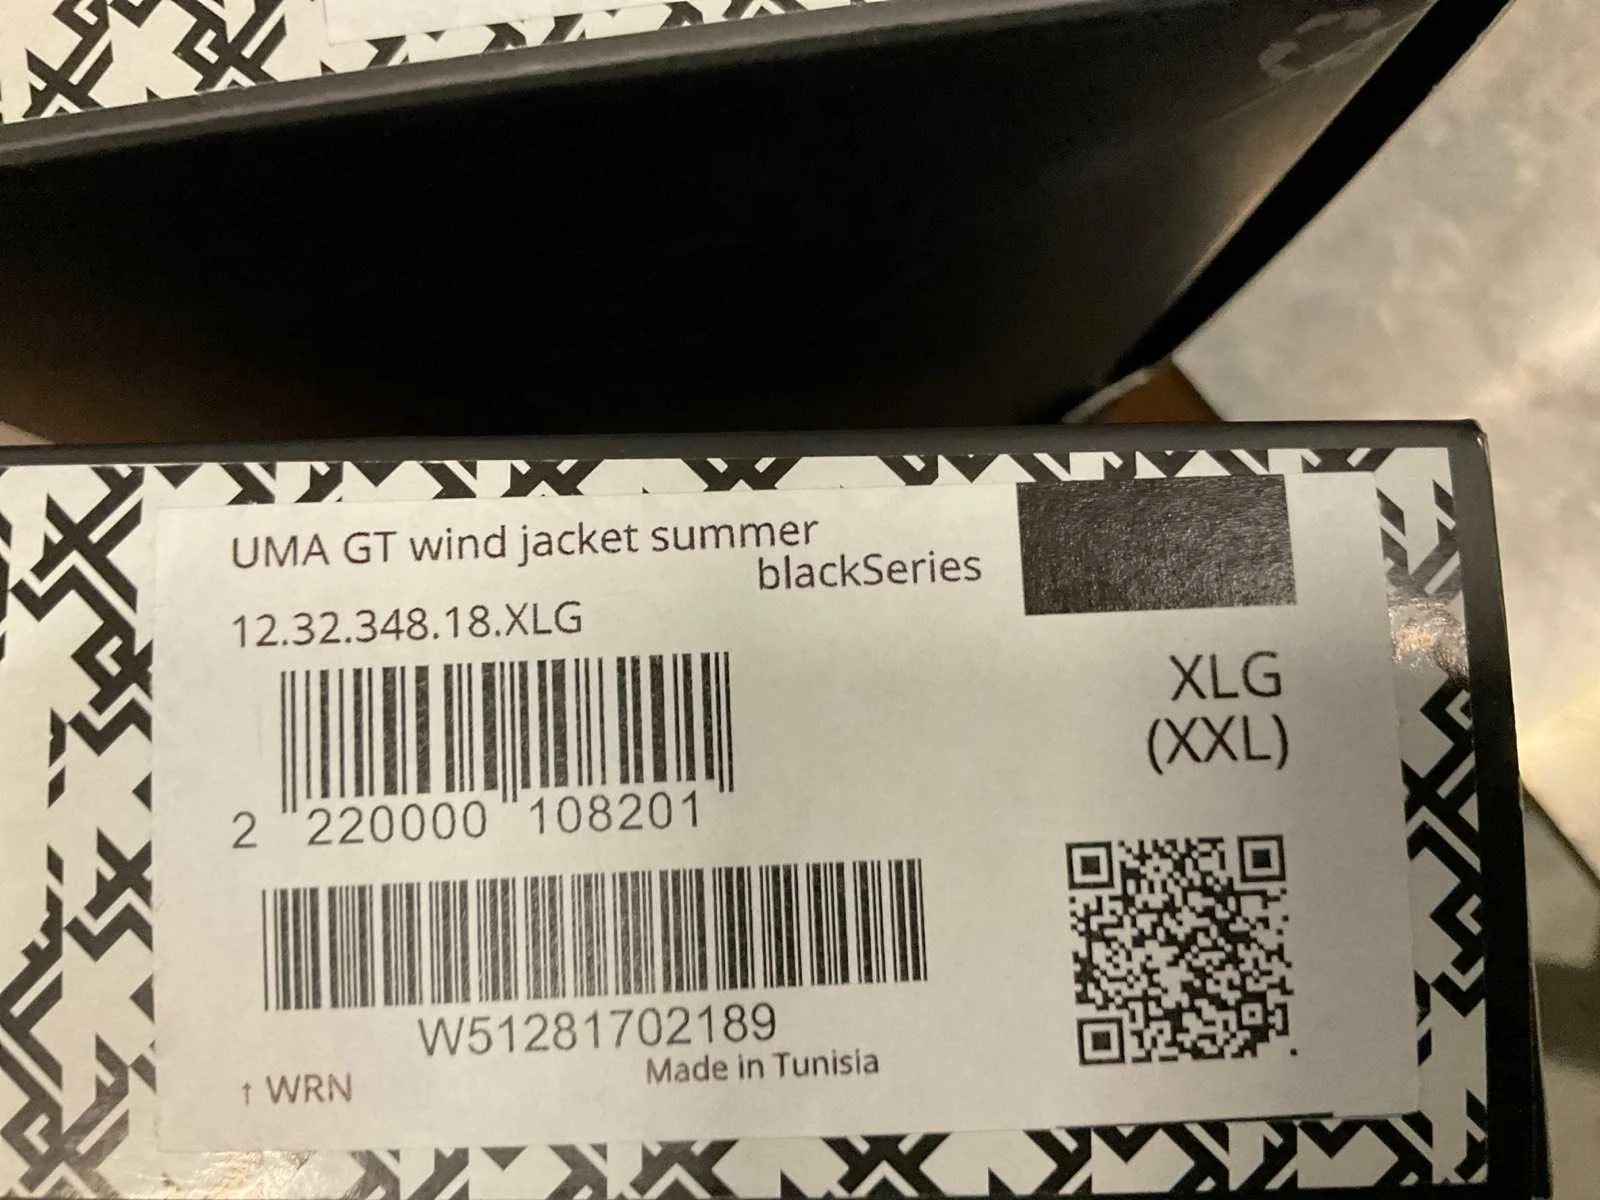 UMA GT wind jacket summer
blackSeries
12.32.348.18.XLG
XLG
(XXL)
2 220000 108201
W51281702189
Made in Tunisia
↑ WRN